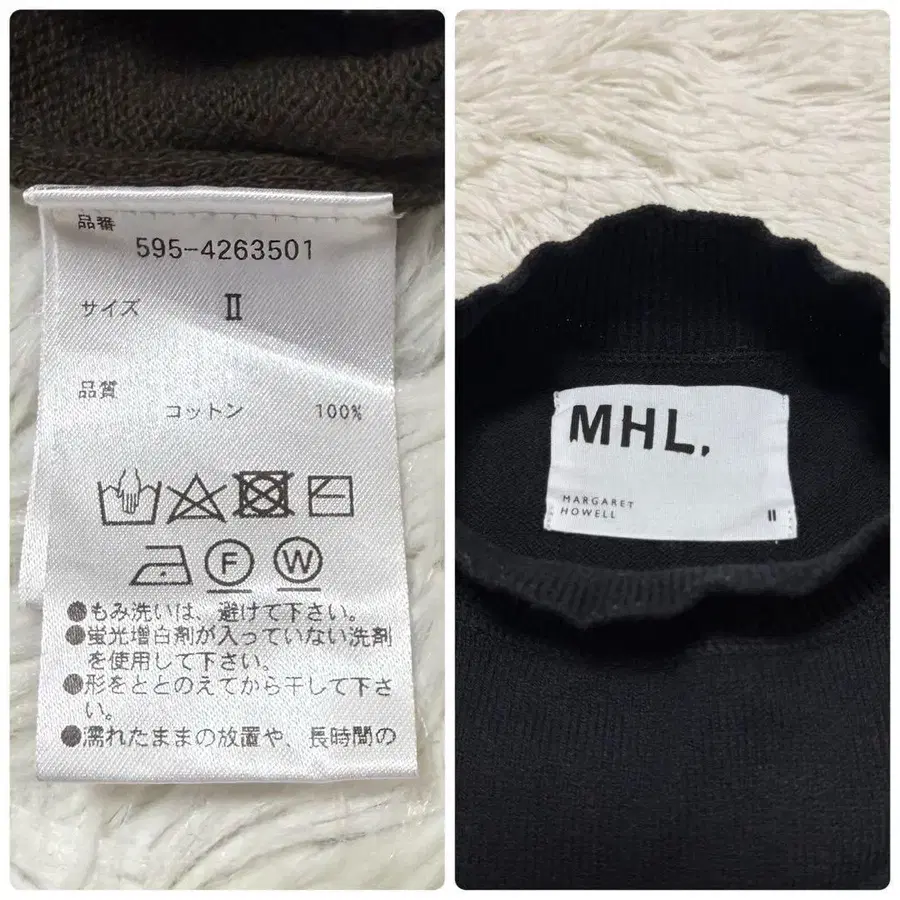 品番
595-4263501
サイズ II
品質
コットン 100%
F W
●もみ洗いは、避けて下さい。
●蛍光増白剤が入っていない洗剤
を使用して下さい。
●形をととのえてから干して下さ
い。
●濡れたままの放置や、長時間の
MHL.
MARGARET
HOWELL
II